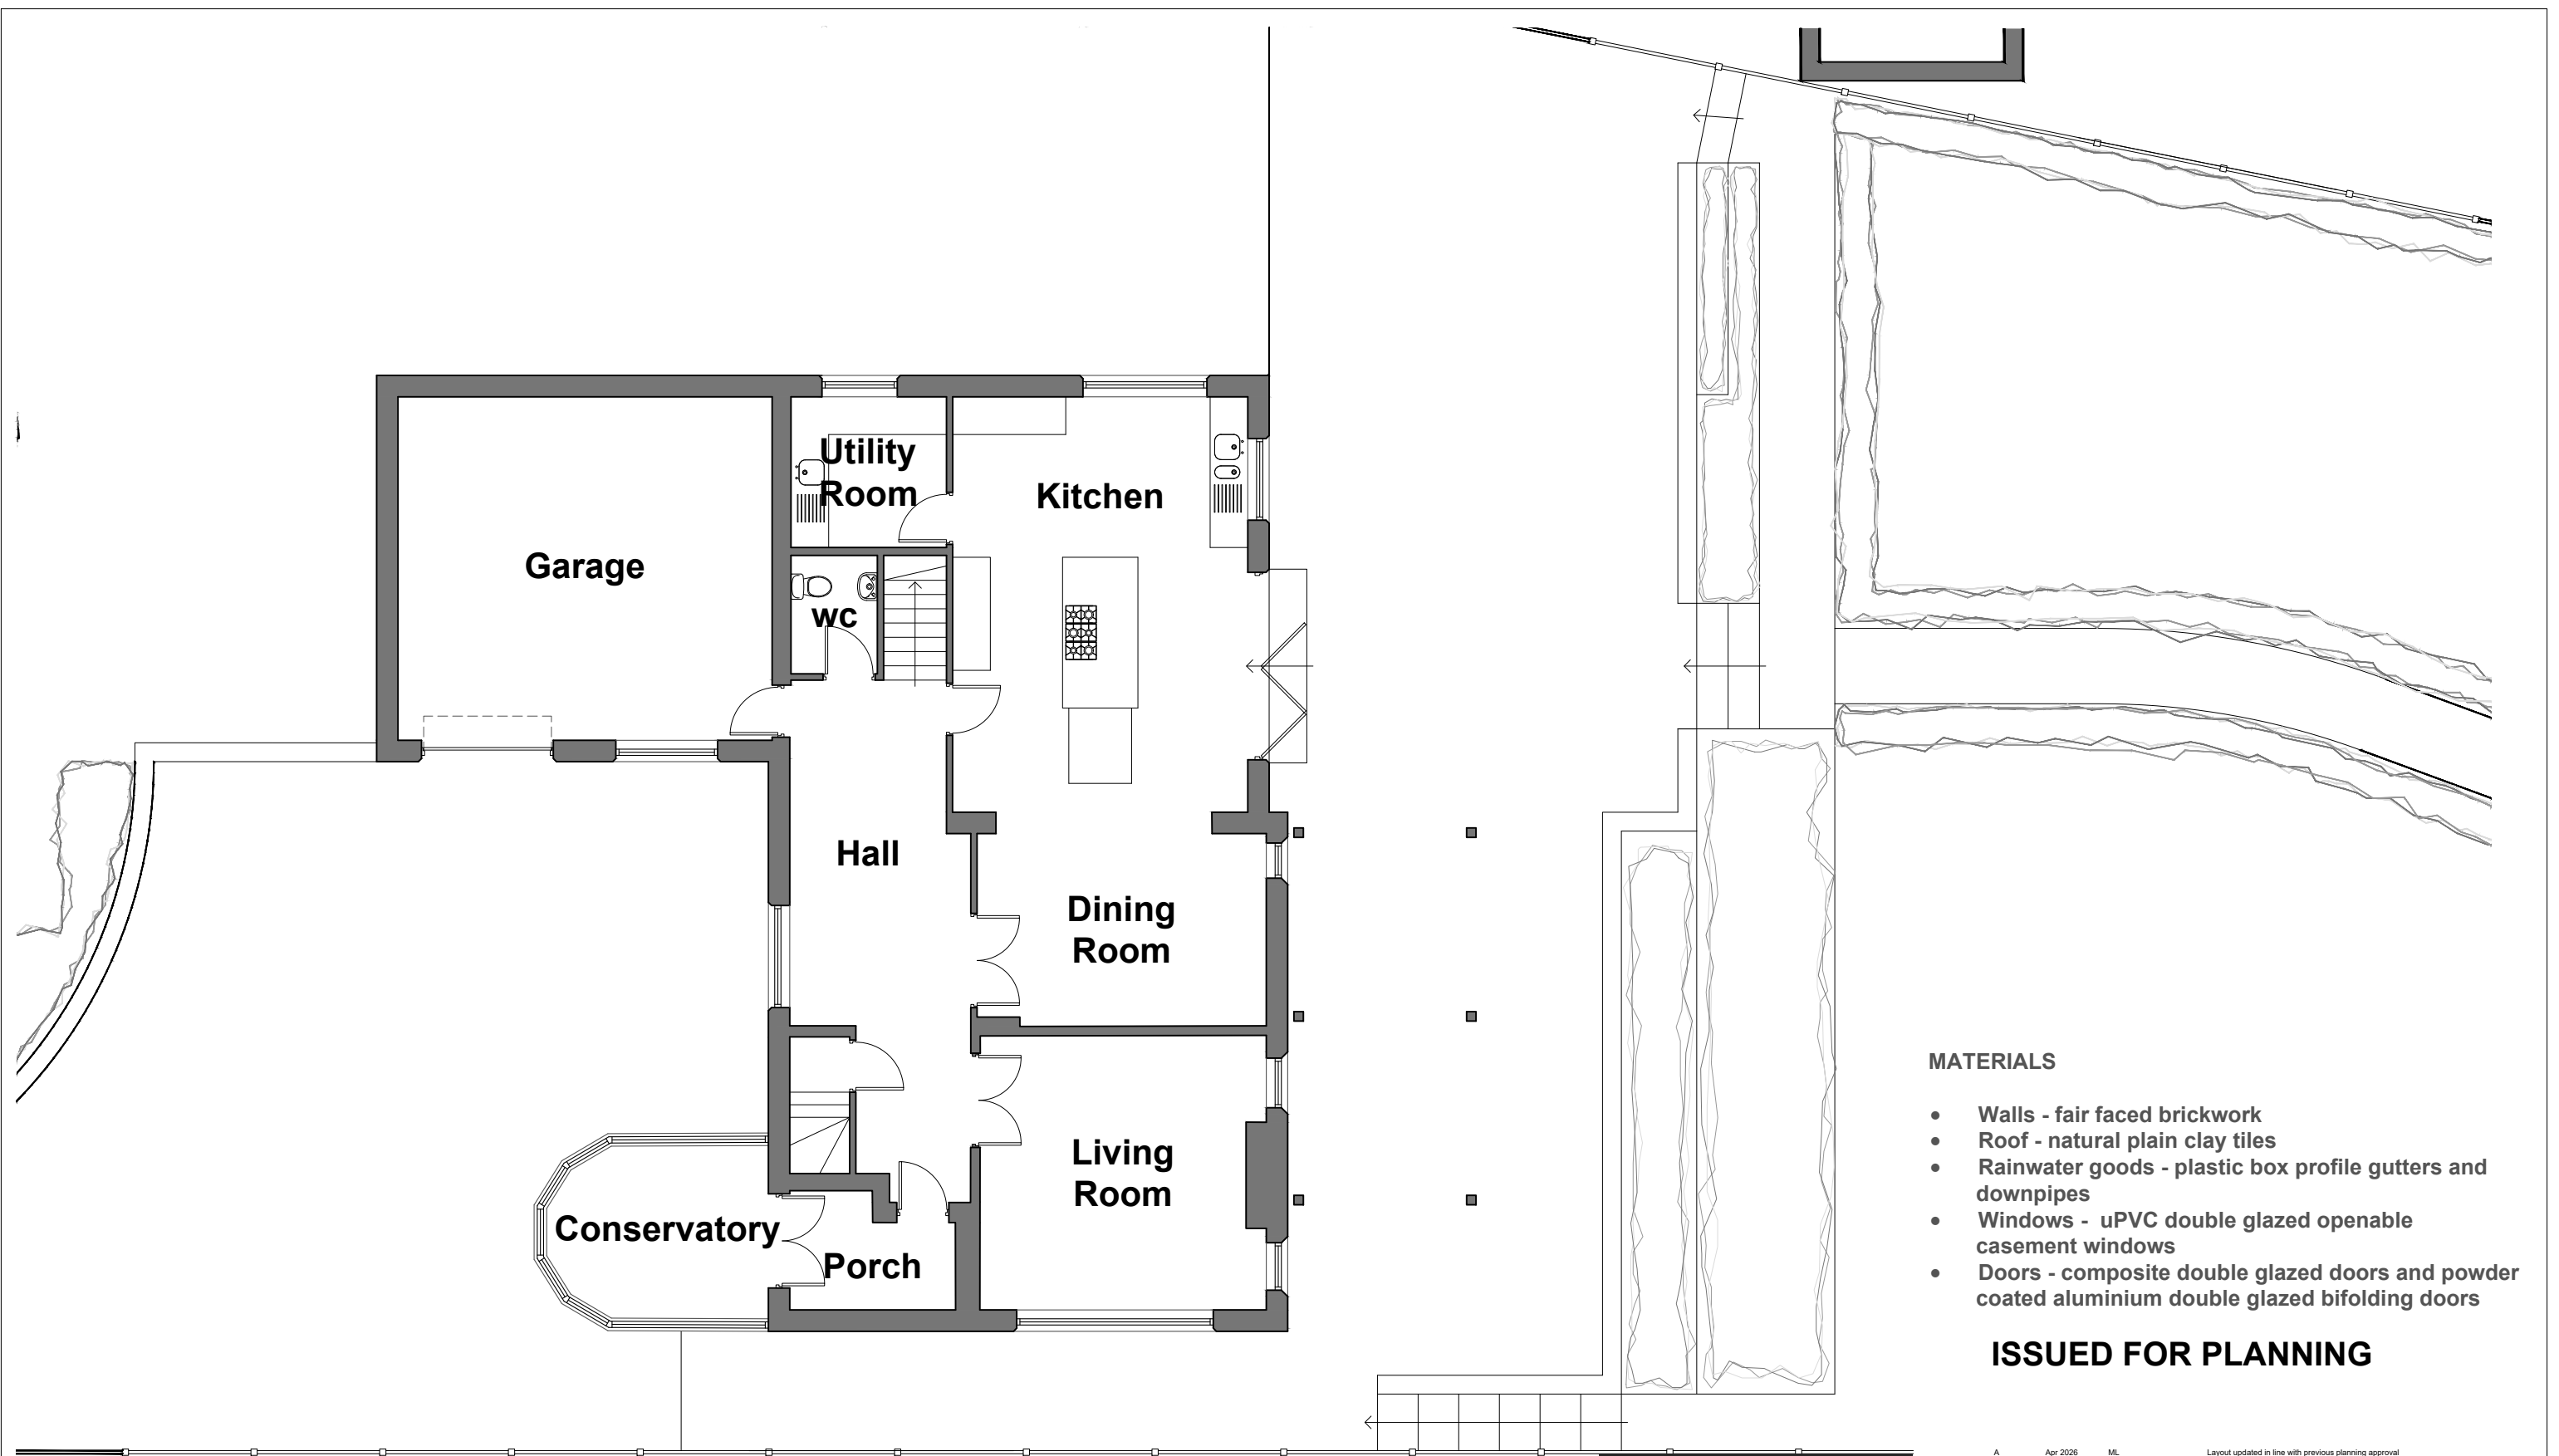 Utility
Room
Kitchen
Garage
wc
Hall
Dining
Room
Living
Room
Conservatory
Porch
MATERIALS
• Walls - fair faced brickwork
• Roof - natural plain clay tiles
• Rainwater goods - plastic box profile gutters and
downpipes
• Windows - uPVC double glazed openable
casement windows
• Doors - composite double glazed doors and powder
coated aluminium double glazed bifolding doors
ISSUED FOR PLANNING
A Apr 2026 ML Layout updated in line with previous planning approval